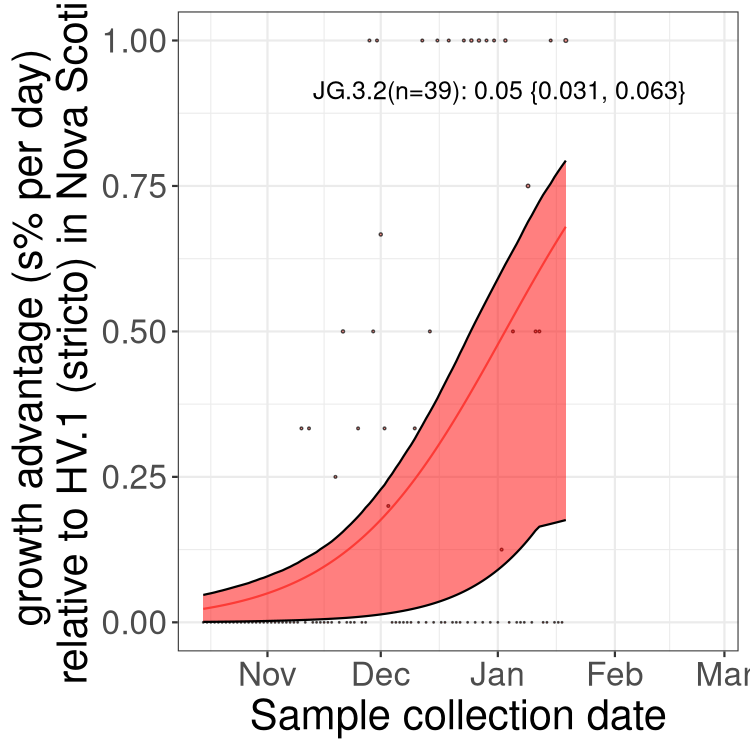 growth advantage (s% per day)
relative to HV.1 (stricto) in Nova Scoti
1.00
0.75
0.50
0.25
0.00
JG.3.2(n=39): 0.05 {0.031, 0.063}
Nov Dec Jan Feb Mar
Sample collection date